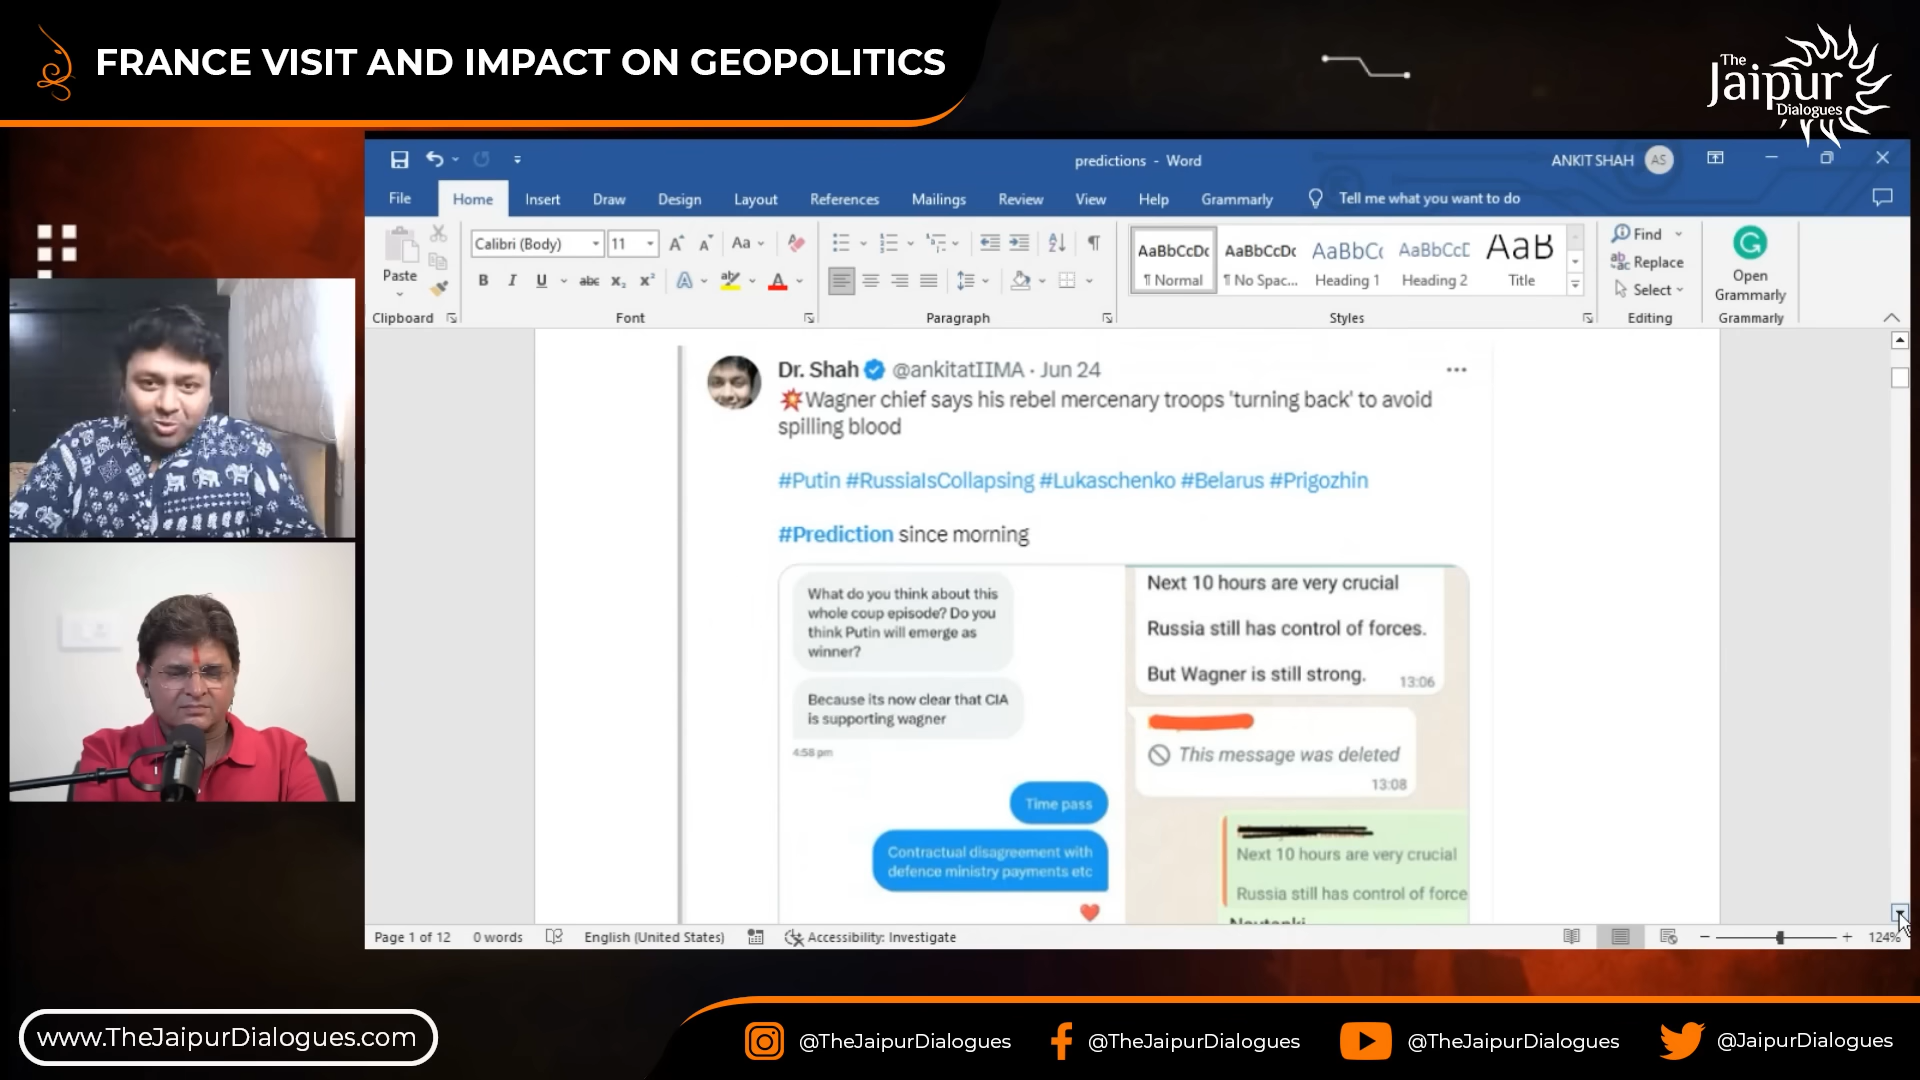 FRANCE VISIT AND IMPACT ON GEOPOLITICS
The
Jaipur
Dialogues
predictions - Word
ANKIT SHAH
AS
File
Home
Insert
Draw
Design
Layout
References
Mailings
Review
View
Help
Grammarly
Tell me what you want to do
Paste
Calibri (Body)
11
Aa
B I U abc x₂ x²
A
A
AaBbCcDc
¶ Normal
AaBbCcDc
¶ No Spac...
AaBbC
Heading 1
AaBbCcE
Heading 2
AaB
Title
Find
Replace
Select
Open
Grammarly
Clipboard
Font
Paragraph
Styles
Editing
Grammarly
Dr. Shah @ankitatIIMA · Jun 24
💥Wagner chief says his rebel mercenary troops 'turning back' to avoid
spilling blood
#Putin #RussiaIsCollapsing #Lukaschenko #Belarus #Prigozhin
#Prediction since morning
What do you think about this
whole coup episode? Do you
think Putin will emerge as
winner?
Because its now clear that CIA
is supporting wagner
4:58 pm
Time pass
Contractual disagreement with
defence ministry payments etc
Next 10 hours are very crucial
Russia still has control of forces.
But Wagner is still strong.
13:06
This message was deleted
13:08
Next 10 hours are very crucial
Russia still has control of force
Page 1 of 12
0 words
English (United States)
Accessibility: Investigate
124%
www.TheJaipurDialogues.com
@TheJaipurDialogues
@TheJaipurDialogues
@TheJaipurDialogues
@JaipurDialogues